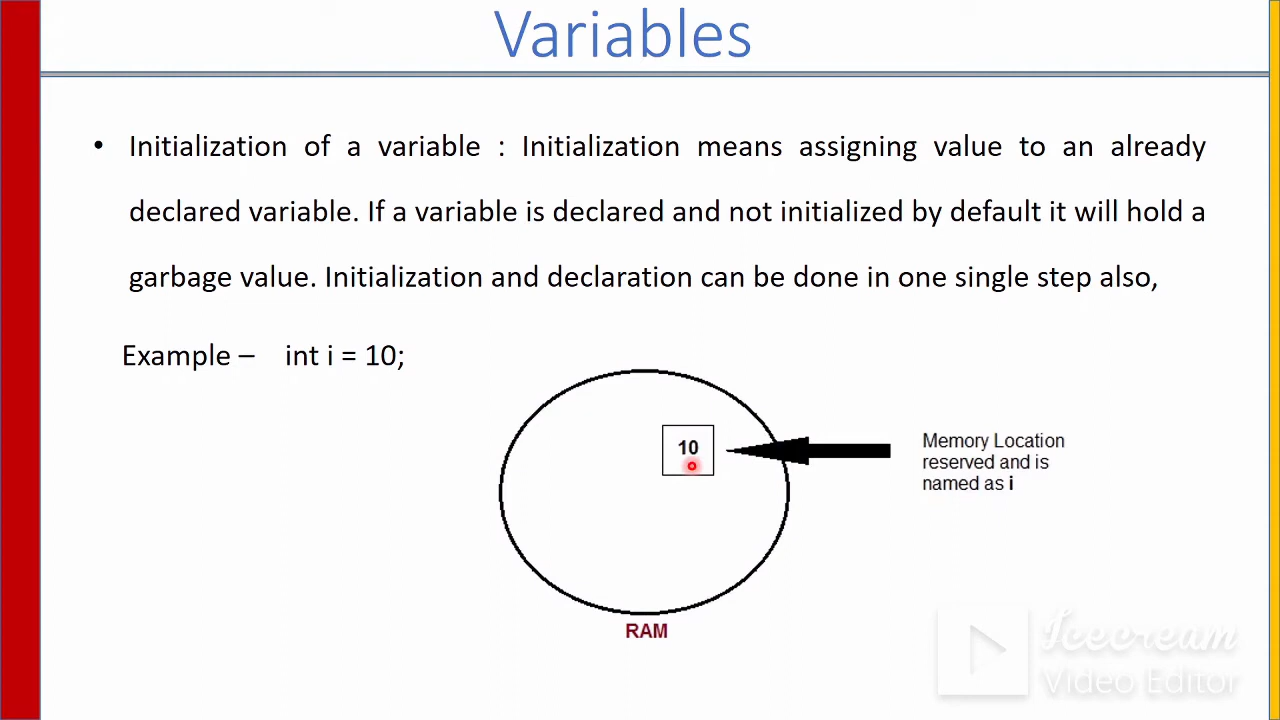 Variables
• Initialization of a variable : Initialization means assigning value to an already
declared variable. If a variable is declared and not initialized by default it will hold a
garbage value. Initialization and declaration can be done in one single step also,
Example – int i = 10;
10
Memory Location
reserved and is
named as i
RAM
Icecream
Video Editor